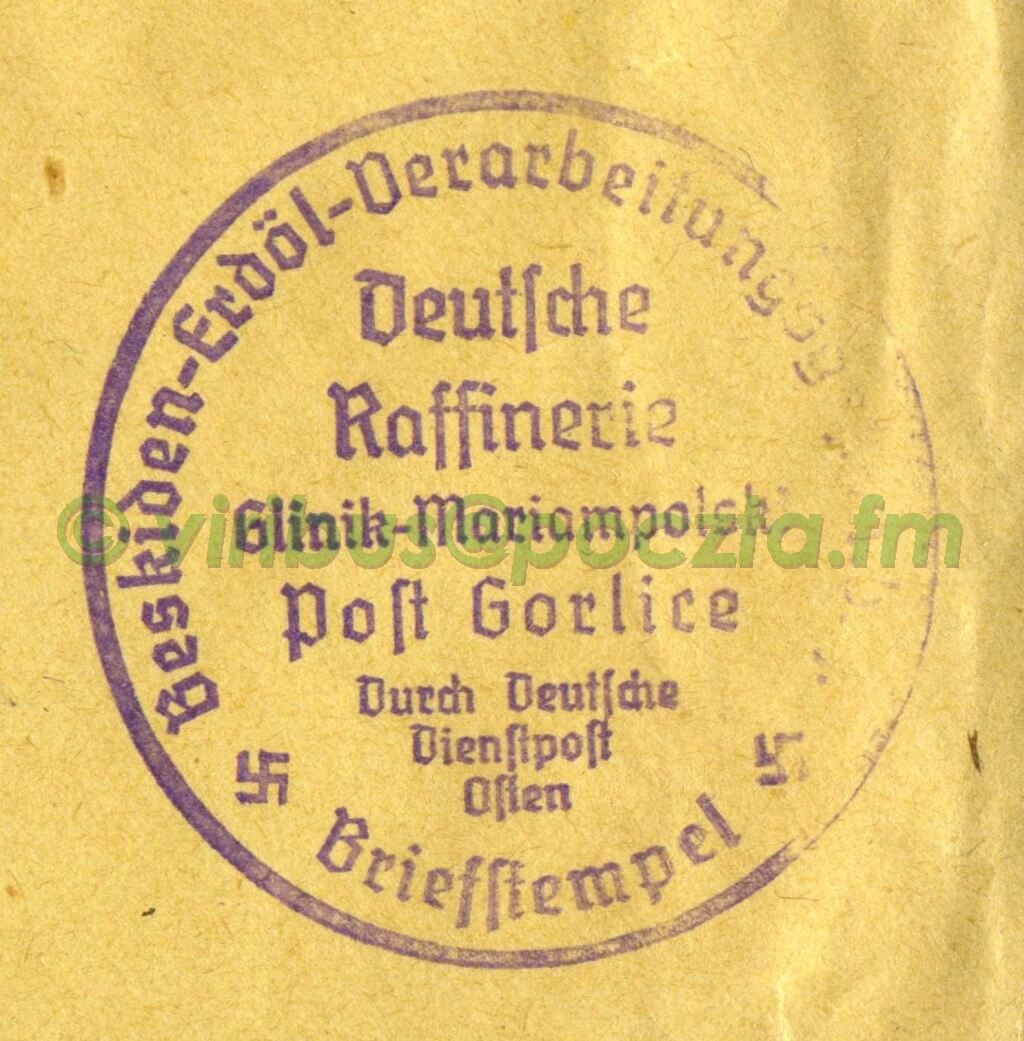 Beskiden-Erdöl-Verarbeitungsg
Deutsche
Raffinerie
Glinik-Mariampolski
Post Gorlice
Durch Deutsche
Dienstpost
Osten
Briefstempel
© vinbus@poczta.fm